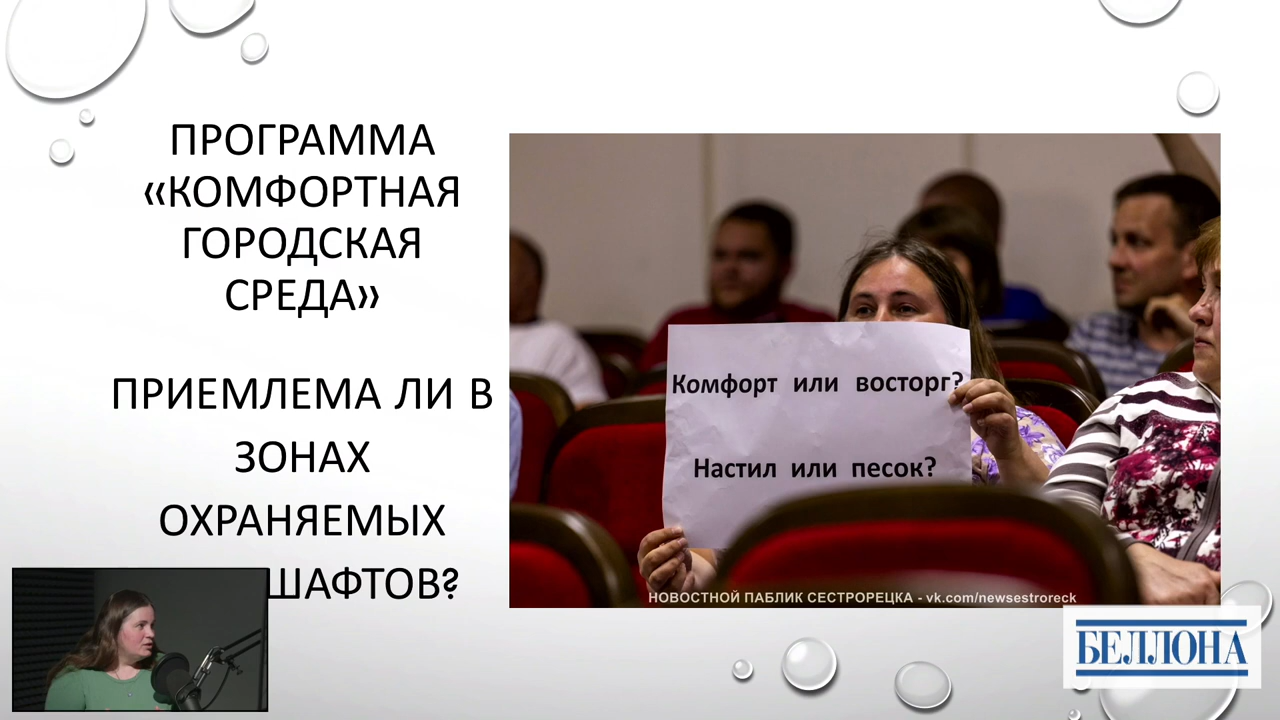 ПРОГРАММА
«КОМФОРТНАЯ
ГОРОДСКАЯ
СРЕДА»
ПРИЕМЛЕМА ЛИ В
ЗОНАХ
ОХРАНЯЕМЫХ
ШАФТОВ?
Комфорт или восторг?
Настил или песок?
НОВОСТНОЙ ПАБЛИК СЕСТРОРЕЦКА - vk.com/newsestroreck
БЕЛЛОНА